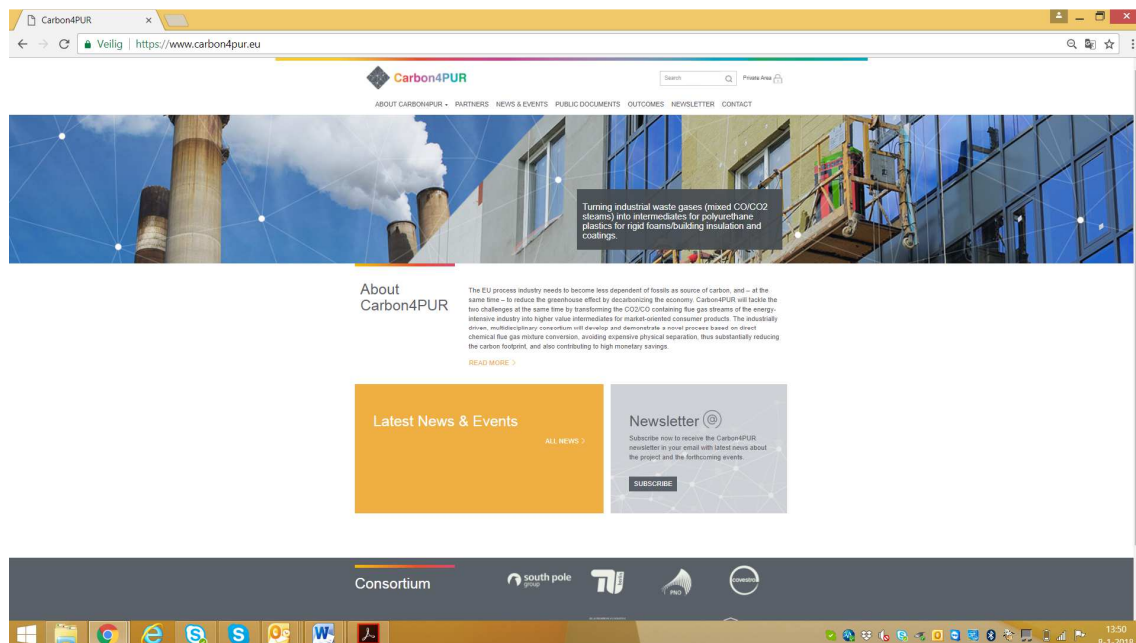 Carbon4PUR
Veilig
https://www.carbon4pur.eu
Carbon4PUR
Search
Private Area
ABOUT CARBON4PUR
PARTNERS
NEWS & EVENTS
PUBLIC DOCUMENTS
OUTCOMES
NEWSLETTER
CONTACT
Turning industrial waste gases (mixed CO/CO2
steams) into intermediates for polyurethane
plastics for rigid foams/building insulation and
coatings.
About
Carbon4PUR
The EU process industry needs to become less dependent of fossils as source of carbon, and – at the
same time – to reduce the greenhouse effect by decarbonizing the economy. Carbon4PUR will tackle the
two challenges at the same time by transforming the CO2/CO containing flue gas streams of the energy-
intensive industry into higher value intermediates for market-oriented consumer products. The industrially
driven, multidisciplinary consortium will develop and demonstrate a novel process based on direct
chemical flue gas mixture conversion, avoiding expensive physical separation, thus substantially reducing
the carbon footprint, and also contributing to high monetary savings.
READ MORE >
Latest News & Events
ALL NEWS >
Newsletter @
Subscribe now to receive the Carbon4PUR
newsletter in your email with latest news about
the project and the forthcoming events.
SUBSCRIBE
Consortium
south pole
group
PNO
covestro
13:50
8-1-2018